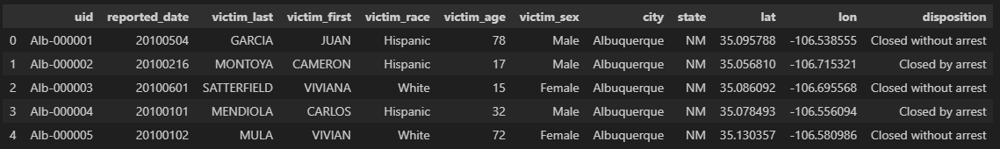 uid reported_date victim_last victim_first victim_race victim_age victim_sex city state lat lon disposition
0 Alb-000001 20100504 GARCIA JUAN Hispanic 78 Male Albuquerque NM 35.095788 -106.538555 Closed without arrest
1 Alb-000002 20100216 MONTOYA CAMERON Hispanic 17 Male Albuquerque NM 35.056810 -106.715321 Closed by arrest
2 Alb-000003 20100601 SATTERFIELD VIVIANA White 15 Female Albuquerque NM 35.086092 -106.695568 Closed without arrest
3 Alb-000004 20100101 MENDIOLA CARLOS Hispanic 32 Male Albuquerque NM 35.078493 -106.556094 Closed by arrest
4 Alb-000005 20100102 MULA VIVIAN White 72 Female Albuquerque NM 35.130357 -106.580986 Closed without arrest